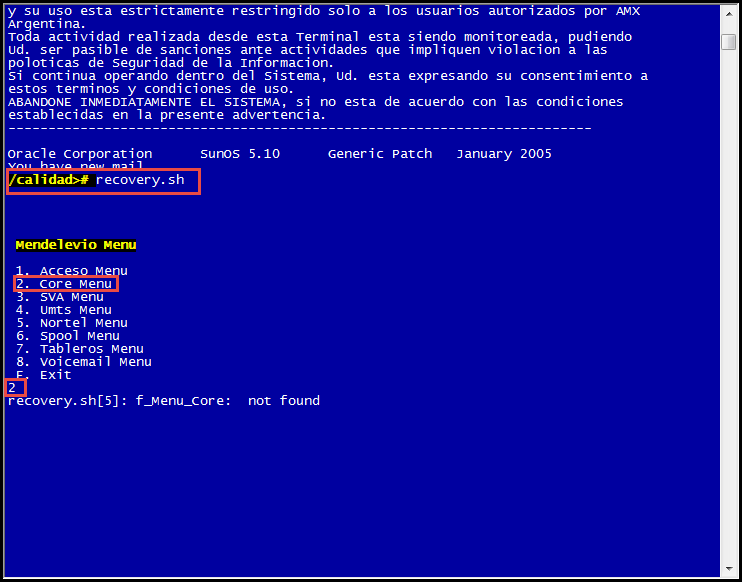 y su uso esta estrictamente restringido solo a los usuarios autorizados por AMX
Argentina.
Toda actividad realizada desde esta Terminal esta siendo monitoreada, pudiendo
Ud. ser pasible de sanciones ante actividades que impliquen violacion a las
poloticas de Seguridad de la Informacion.
Si continua operando dentro del Sistema, Ud. esta expresando su consentimiento a
estos terminos y condiciones de uso.
ABANDONE INMEDIATAMENTE EL SISTEMA, si no esta de acuerdo con las condiciones
establecidas en la presente advertencia.
-------------------------------------------------------------------------
Oracle Corporation      SunOS 5.10      Generic Patch   January 2005
You have new mail
/calidad># recovery.sh
Mendelevio Menu
1. Acceso Menu
2. Core Menu
3. SVA Menu
4. Umts Menu
5. Nortel Menu
6. Spool Menu
7. Tableros Menu
8. Voicemail Menu
E. Exit
2
recovery.sh[5]: f_Menu_Core:  not found